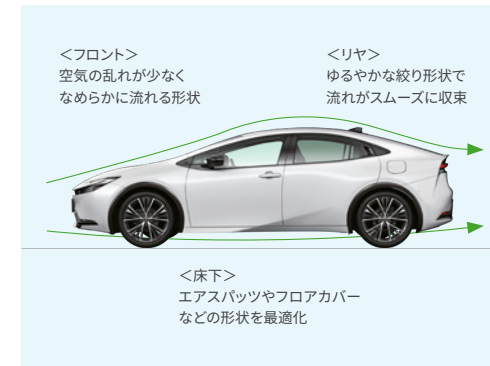 ＜フロント＞
空気の乱れが少なく
なめらかに流れる形状
＜リヤ＞
ゆるやかな絞り形状で
流れがスムーズに収束
＜床下＞
エアスパッツやフロアカバー
などの形状を最適化